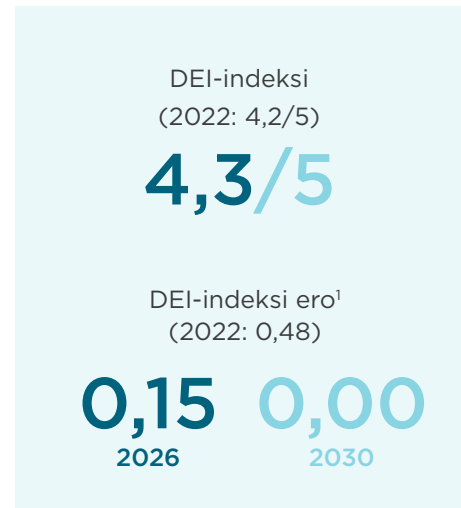 DEI-indeksi
(2022: 4,2/5)
4,3/5
DEI-indeksi ero¹
(2022: 0,48)
0,15 0,00
2026 2030